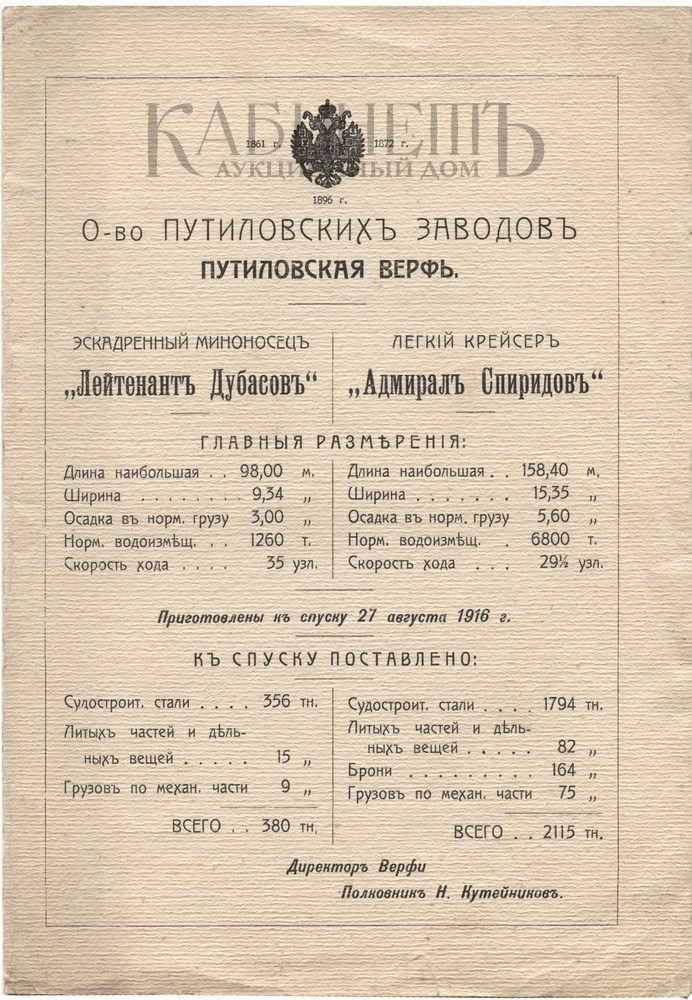 КАБИНЕТЪ
АУКЦИОННЫЙ ДОМ
1861 г. 1872 г.
1896 г.
О-во ПУТИЛОВСКИХЪ ЗАВОДОВЪ
ПУТИЛОВСКАЯ ВЕРФЬ.
ЭСКАДРЕННЫЙ МИНОНОСЕЦЪ
„Лейтенантъ Дубасовъ“
ЛЕГКІЙ КРЕЙСЕРЪ
„Адмиралъ Спиридовъ“
ГЛАВНЫЯ РАЗМѢРЕНІЯ:
Длина наибольшая . . 98,00 м.
Ширина . . . . . . . . 9,34 „
Осадка въ норм. грузу 3,00 „
Норм. водоизмѣщ. . . 1260 т.
Скорость хода . . . . 35 узл.
Длина наибольшая . . 158,40 м.
Ширина . . . . . . . 15,35 „
Осадка въ норм. грузу 5,60 „
Норм. водоизмѣщ. . 6800 т.
Скорость хода . . . 29½ узл.
Приготовлены къ спуску 27 августа 1916 г.
КЪ СПУСКУ ПОСТАВЛЕНО:
Судостроит. стали . . . . 356 тн.
Литыхъ частей и дѣль-
ныхъ вещей . . . . . 15 „
Грузовъ по механ. части 9 „
ВСЕГО . . 380 тн.
Судостроит. стали . . . . 1794 тн.
Литыхъ частей и дѣль-
ныхъ вещей . . . . . 82 „
Брони . . . . . . . . . 164 „
Грузовъ по механ. части 75 „
ВСЕГО . . 2115 тн.
Директоръ Верфи
Полковникъ Н. Кутейниковъ.